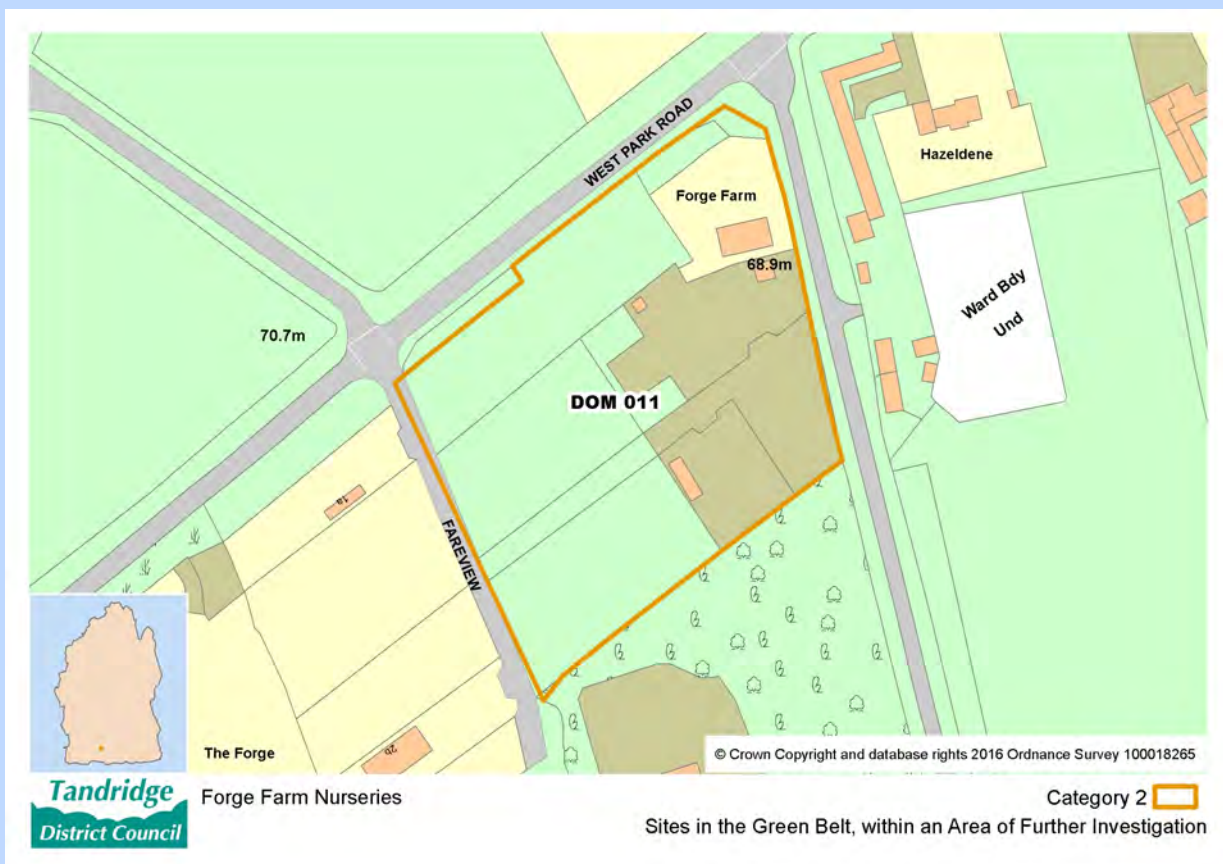 WEST PARK ROAD
Hazeldene
Forge Farm
68.9m
Ward Bdy
Und
70.7m
DOM 011
1a
FAREVIEW
The Forge
2b
© Crown Copyright and database rights 2016 Ordnance Survey 100018265
Tandridge
District Council
Forge Farm Nurseries
Category 2
Sites in the Green Belt, within an Area of Further Investigation